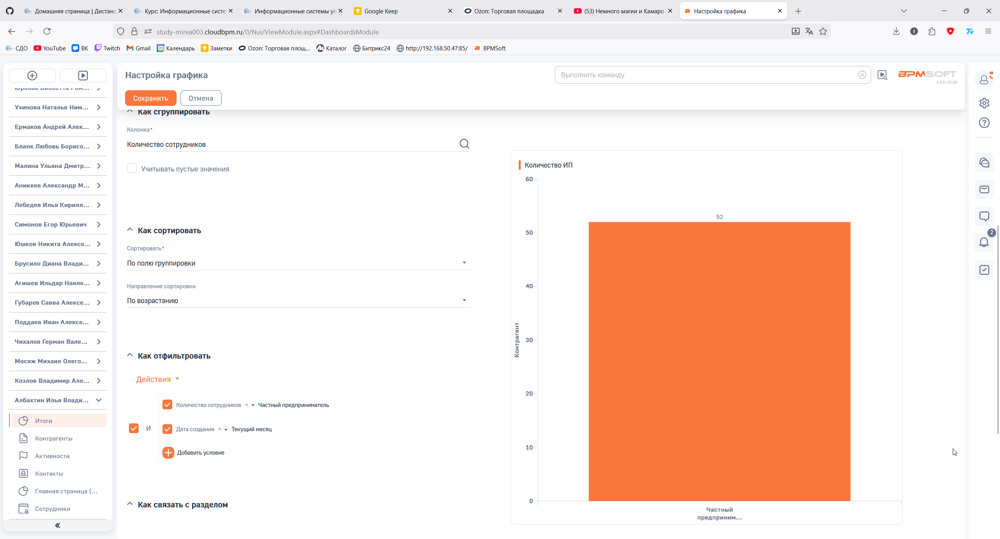 Домашняя страница | Дистанц
Курс: Информационные систе
Информационные системы уп
Google Keep
Ozon: Торговая площадка
(53) Немного магии и Камаро
Настройка графика
study-mirea003.cloudbpm.ru/0/Nui/ViewModule.aspx#DashboardsModule
СДО
YouTube
ВК
Twitch
Gmail
31
Календарь
Заметки
Ozon: Торговая площ...
Каталог
Битрикс24
http://192.168.50.47:85/
BPMSoft
Настройка графика
Выполнить команду
BPMSOFT
1.8.0.19108
Сохранить
Отмена
Ухинова Наталья Ним...
Ермаков Андрей Алек...
Бланк Любовь Борисо...
Малина Ульяна Дмитр...
Аникеев Александр М...
Лебедев Илья Кирилл...
Симонов Егор Юрьевич
Юшков Никита Алексе...
Брусило Диана Влади...
Агишев Ильдар Наиле...
Губарев Савва Алексе...
Поддаев Иван Алексе...
Чихалов Герман Вале...
Мосяж Михаил Олего...
Козлов Владимир Але...
Албахтин Илья Влади...
Итоги
Контрагенты
Активности
Контакты
Главная страница (...
Сотрудники
Как сгруппировать
Колонка*
Количество сотрудников
Учитывать пустые значения
Как сортировать
Сортировать*
По полю группировки
Направление сортировки
По возрастанию
Как отфильтровать
Действия
И
Количество сотрудников = Частный предприниматель
Дата создания = Текущий месяц
Добавить условие
Как связать с разделом
Количество ИП
60
52
50
40
30
20
10
0
Контрагент
Частный
предприним...
2